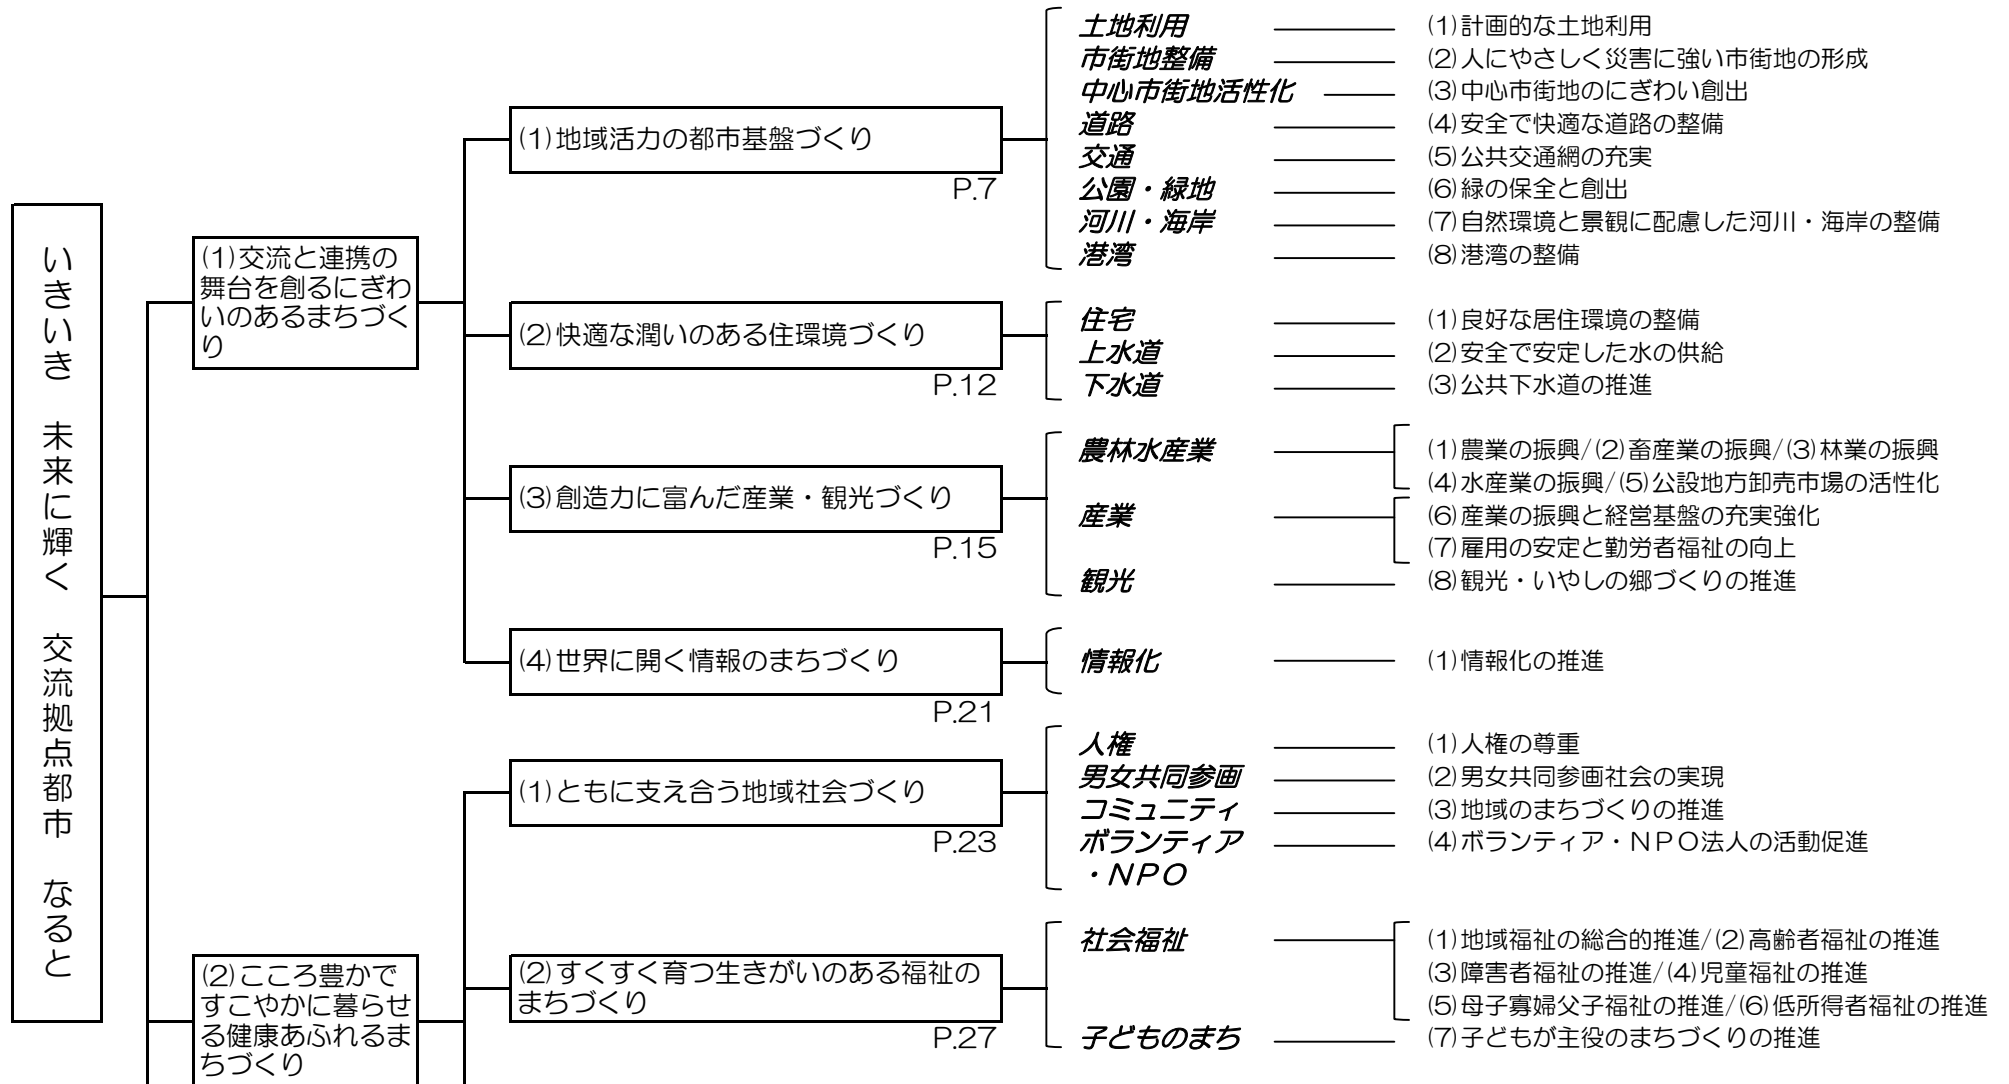 いきいき　未来に輝く　交流拠点都市　なると
(1)交流と連携の
舞台を創るにぎわ
いのあるまちづく
り
(1)地域活力の都市基盤づくり
P.7
土地利用 (1)計画的な土地利用
市街地整備 (2)人にやさしく災害に強い市街地の形成
中心市街地活性化 (3)中心市街地のにぎわい創出
道路 (4)安全で快適な道路の整備
交通 (5)公共交通網の充実
公園・緑地 (6)緑の保全と創出
河川・海岸 (7)自然環境と景観に配慮した河川・海岸の整備
港湾 (8)港湾の整備
(2)快適な潤いのある住環境づくり
P.12
住宅 (1)良好な居住環境の整備
上水道 (2)安全で安定した水の供給
下水道 (3)公共下水道の推進
(3)創造力に富んだ産業・観光づくり
P.15
農林水産業 (1)農業の振興/(2)畜産業の振興/(3)林業の振興
(4)水産業の振興/(5)公設地方卸売市場の活性化
産業 (6)産業の振興と経営基盤の充実強化
(7)雇用の安定と勤労者福祉の向上
観光 (8)観光・いやしの郷づくりの推進
(4)世界に開く情報のまちづくり
P.21
情報化 (1)情報化の推進
(2)こころ豊かで
すこやかに暮らせ
る健康あふれるま
ちづくり
(1)ともに支え合う地域社会づくり
P.23
人権 (1)人権の尊重
男女共同参画 (2)男女共同参画社会の実現
コミュニティ (3)地域のまちづくりの推進
ボランティア (4)ボランティア・NPO法人の活動促進
・NPO
(2)すくすく育つ生きがいのある福祉の
まちづくり
P.27
社会福祉 (1)地域福祉の総合的推進/(2)高齢者福祉の推進
(3)障害者福祉の推進/(4)児童福祉の推進
(5)母子寡婦父子福祉の推進/(6)低所得者福祉の推進
子どものまち (7)子どもが主役のまちづくりの推進